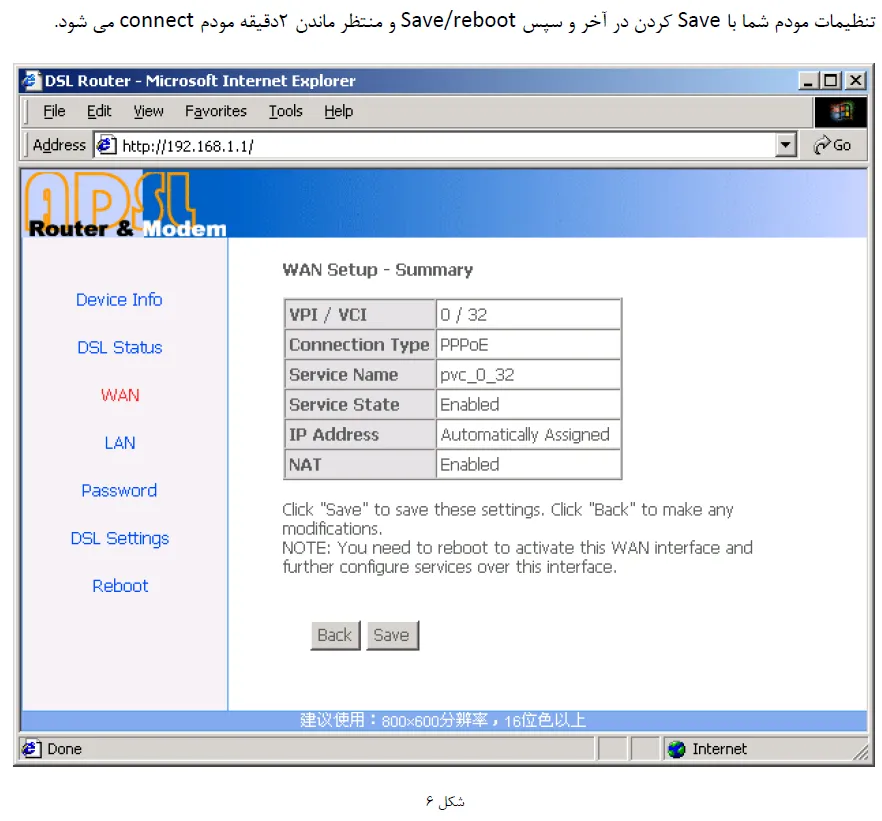 تنظیمات مودم شما با Save کردن در آخر و سپس Save/reboot و منتظر ماندن ۲دقیقه مودم connect می شود.
DSL Router - Microsoft Internet Explorer
File Edit View Favorites Tools Help
Address http://192.168.1.1/ Go
ADSL
Router & Modem
Device Info
DSL Status
WAN
LAN
Password
DSL Settings
Reboot
WAN Setup - Summary
VPI / VCI 0 / 32
Connection Type PPPoE
Service Name pvc_0_32
Service State Enabled
IP Address Automatically Assigned
NAT Enabled
Click "Save" to save these settings. Click "Back" to make any
modifications.
NOTE: You need to reboot to activate this WAN interface and
further configure services over this interface.
Back Save
建议使用：800×600分辨率，16位色以上
Done Internet
شکل ۶